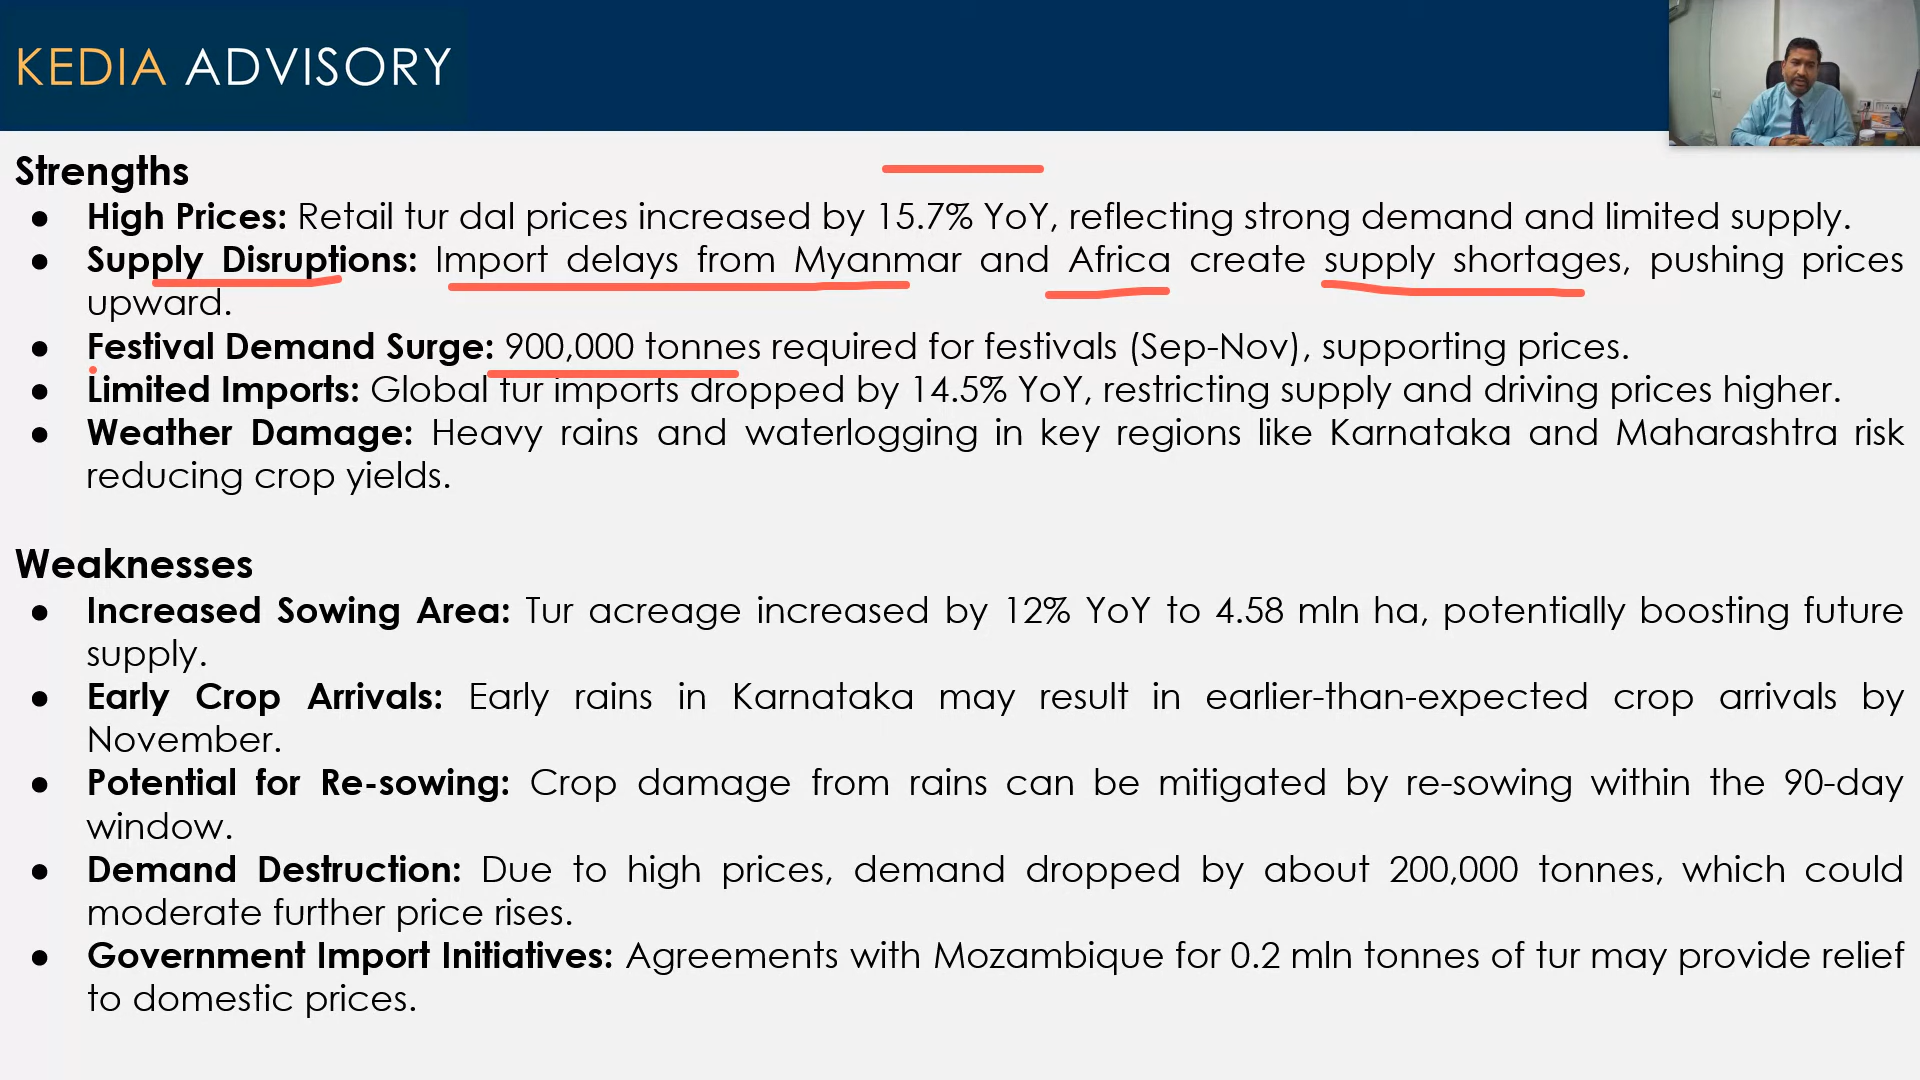 KEDIA ADVISORY
Strengths
● High Prices: Retail tur dal prices increased by 15.7% YoY, reflecting strong demand and limited supply.
● Supply Disruptions: Import delays from Myanmar and Africa create supply shortages, pushing prices
upward.
● Festival Demand Surge: 900,000 tonnes required for festivals (Sep-Nov), supporting prices.
● Limited Imports: Global tur imports dropped by 14.5% YoY, restricting supply and driving prices higher.
● Weather Damage: Heavy rains and waterlogging in key regions like Karnataka and Maharashtra risk
reducing crop yields.
Weaknesses
● Increased Sowing Area: Tur acreage increased by 12% YoY to 4.58 mln ha, potentially boosting future
supply.
● Early Crop Arrivals: Early rains in Karnataka may result in earlier-than-expected crop arrivals by
November.
● Potential for Re-sowing: Crop damage from rains can be mitigated by re-sowing within the 90-day
window.
● Demand Destruction: Due to high prices, demand dropped by about 200,000 tonnes, which could
moderate further price rises.
● Government Import Initiatives: Agreements with Mozambique for 0.2 mln tonnes of tur may provide relief
to domestic prices.